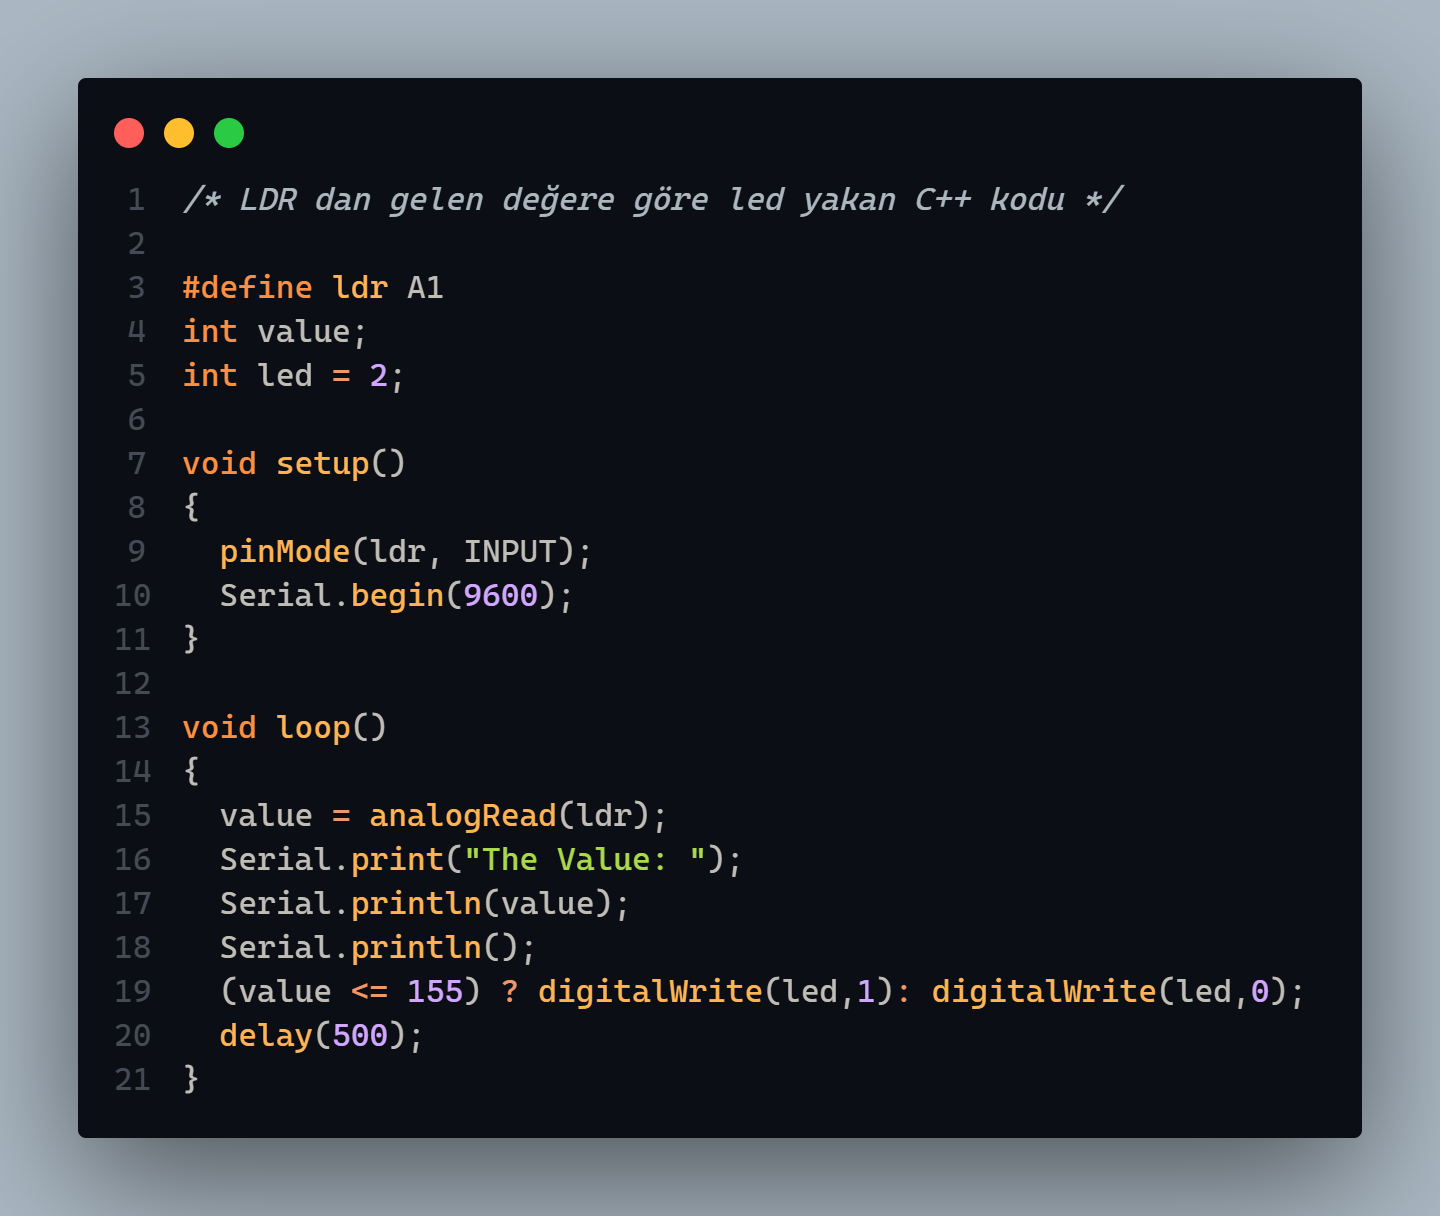 1 /* LDR dan gelen değere göre led yakan C++ kodu */
2
3 #define ldr A1
4 int value;
5 int led = 2;
6
7 void setup()
8 {
9   pinMode(ldr, INPUT);
10   Serial.begin(9600);
11 }
12
13 void loop()
14 {
15   value = analogRead(ldr);
16   Serial.print("The Value: ");
17   Serial.println(value);
18   Serial.println();
19   (value <= 155) ? digitalWrite(led,1): digitalWrite(led,0);
20   delay(500);
21 }